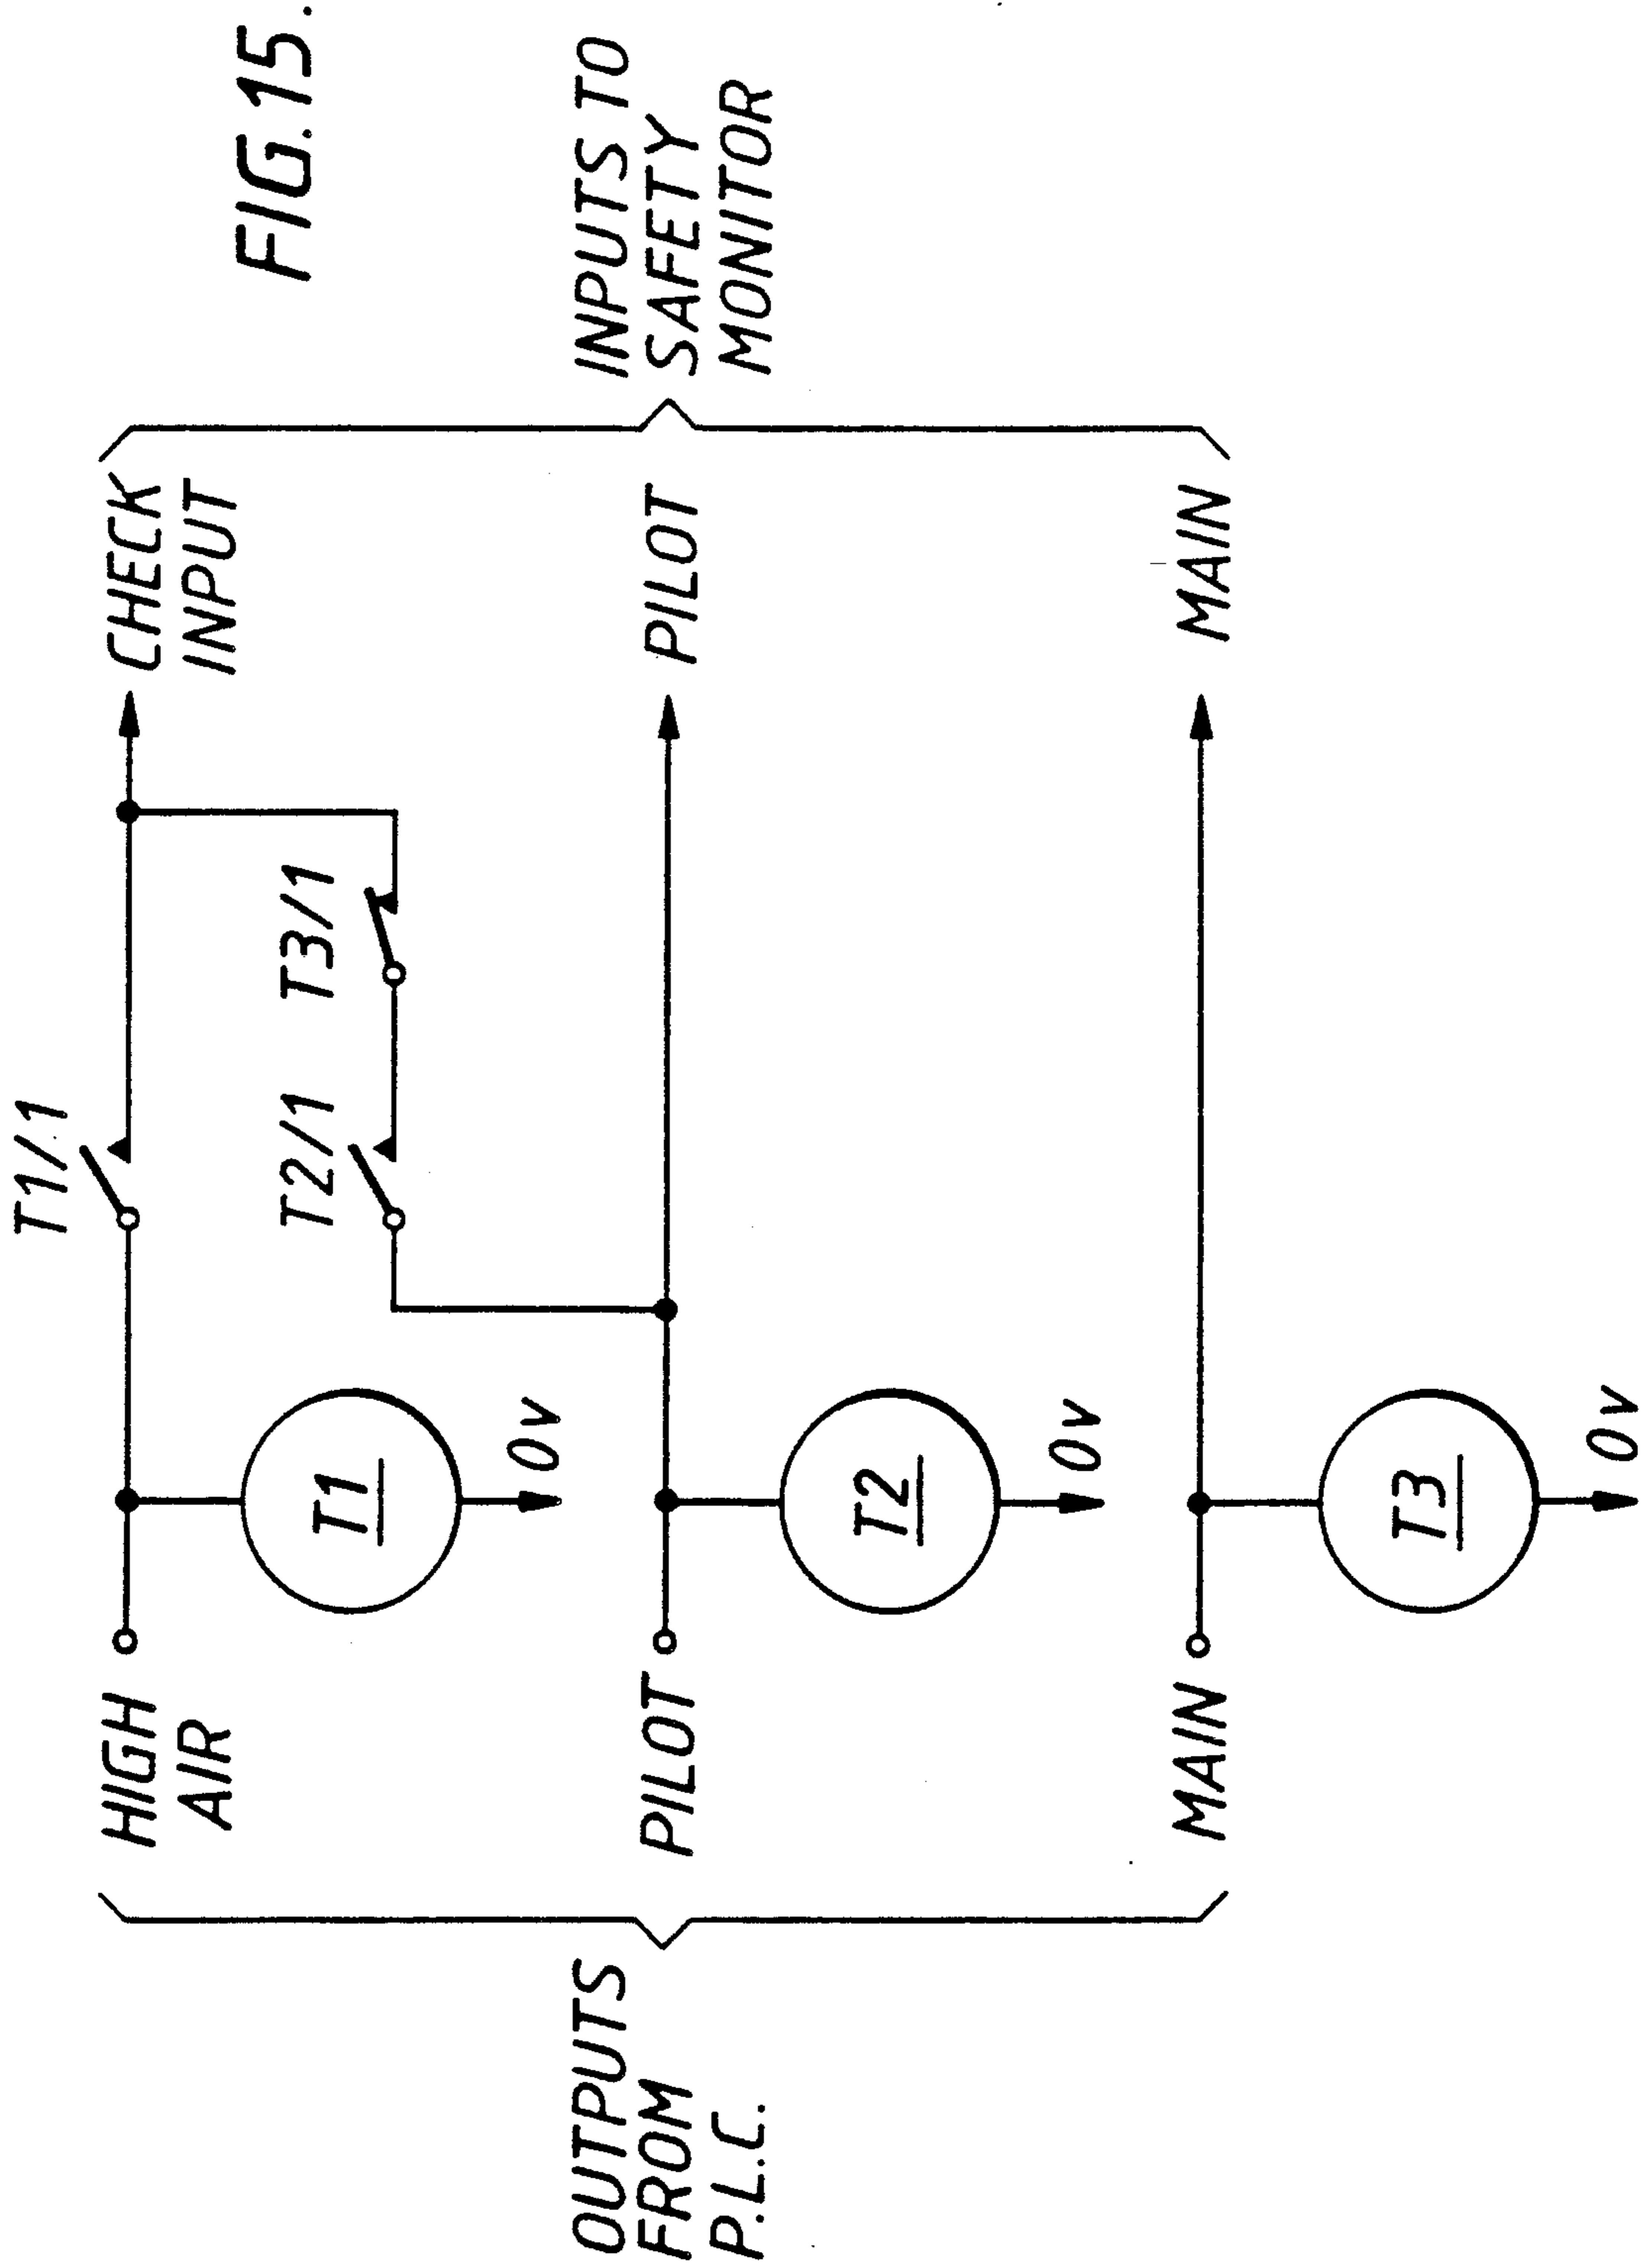 FIG.15.
T1/1
HIGH
AIR
CHECK
INPUT
T2/1
T3/1
T1
0v
OUTPUTS
FROM
P.L.C.
PILOT
PILOT
INPUTS TO
SAFETY
MONITOR
T2
0v
MAIN
MAIN
T3
0v